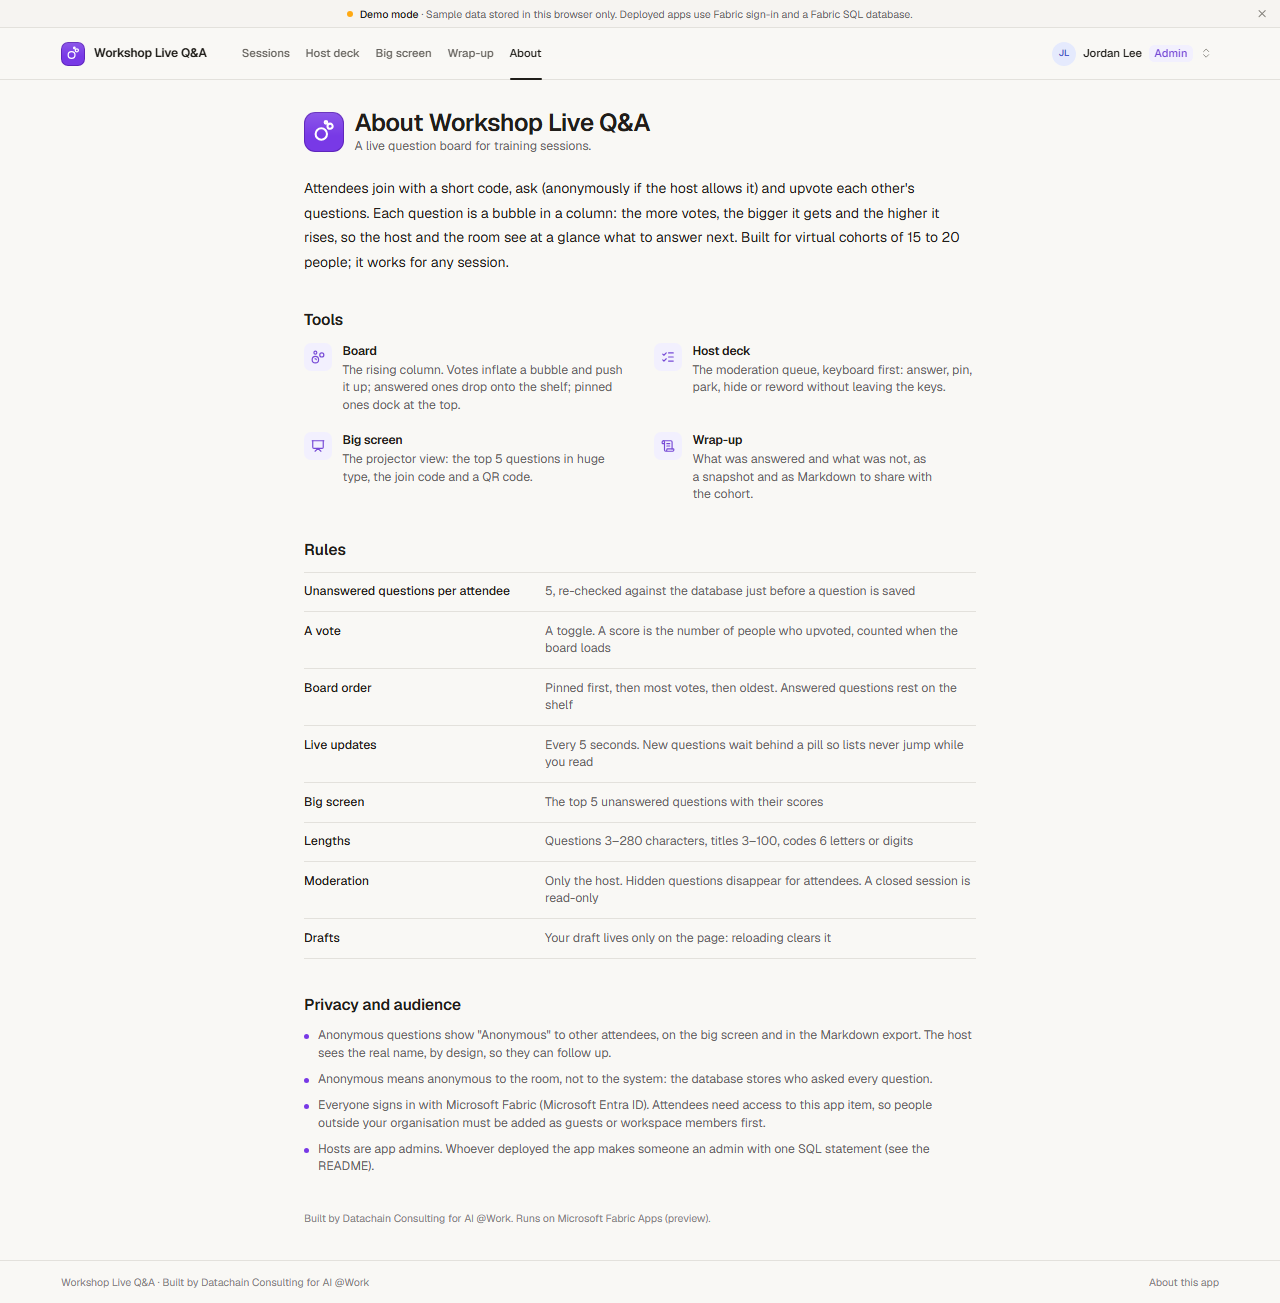 Demo mode · Sample data stored in this browser only. Deployed apps use Fabric sign-in and a Fabric SQL database.
Workshop Live Q&A
Sessions
Host deck
Big screen
Wrap-up
About
JL
Jordan Lee
Admin
About Workshop Live Q&A
A live question board for training sessions.
Attendees join with a short code, ask (anonymously if the host allows it) and upvote each other's
questions. Each question is a bubble in a column: the more votes, the bigger it gets and the higher it
rises, so the host and the room see at a glance what to answer next. Built for virtual cohorts of 15 to 20
people; it works for any session.
Tools
Board
The rising column. Votes inflate a bubble and push
it up; answered ones drop onto the shelf; pinned
ones dock at the top.
Host deck
The moderation queue, keyboard first: answer, pin,
park, hide or reword without leaving the keys.
Big screen
The projector view: the top 5 questions in huge
type, the join code and a QR code.
Wrap-up
What was answered and what was not, as
a snapshot and as Markdown to share with
the cohort.
Rules
Unanswered questions per attendee
5, re-checked against the database just before a question is saved
A vote
A toggle. A score is the number of people who upvoted, counted when the
board loads
Board order
Pinned first, then most votes, then oldest. Answered questions rest on the
shelf
Live updates
Every 5 seconds. New questions wait behind a pill so lists never jump while
you read
Big screen
The top 5 unanswered questions with their scores
Lengths
Questions 3–280 characters, titles 3–100, codes 6 letters or digits
Moderation
Only the host. Hidden questions disappear for attendees. A closed session is
read-only
Drafts
Your draft lives only on the page: reloading clears it
Privacy and audience
Anonymous questions show "Anonymous" to other attendees, on the big screen and in the Markdown export. The host
sees the real name, by design, so they can follow up.
Anonymous means anonymous to the room, not to the system: the database stores who asked every question.
Everyone signs in with Microsoft Fabric (Microsoft Entra ID). Attendees need access to this app item, so people
outside your organisation must be added as guests or workspace members first.
Hosts are app admins. Whoever deployed the app makes someone an admin with one SQL statement (see the
README).
Built by Datachain Consulting for AI @Work. Runs on Microsoft Fabric Apps (preview).
Workshop Live Q&A · Built by Datachain Consulting for AI @Work
About this app